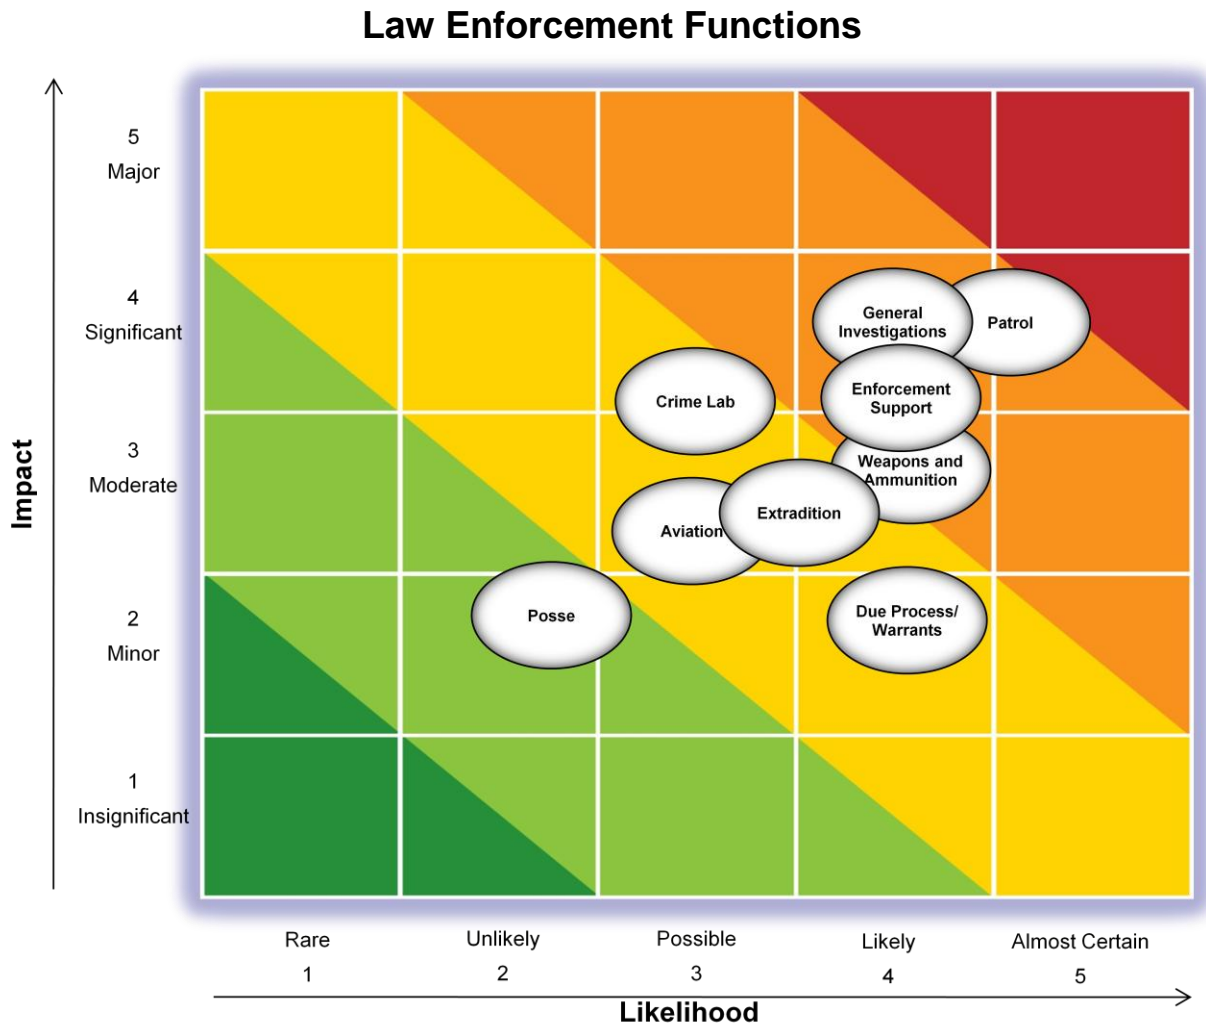 Law Enforcement Functions
5
Major
4
Significant
3
Moderate
2
Minor
1
Insignificant
Impact
General
Investigations
Patrol
Enforcement
Support
Crime Lab
Weapons and
Ammunition
Extradition
Aviation
Posse
Due Process/
Warrants
Rare
Unlikely
Possible
Likely
Almost Certain
1
2
3
4
5
Likelihood